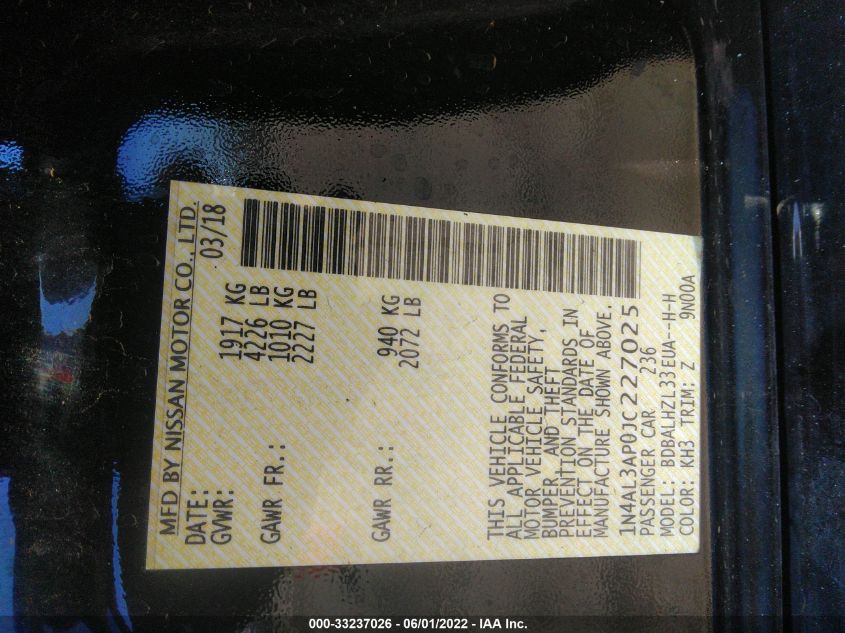 MFD BY NISSAN MOTOR CO., LTD.
DATE: 03/18
GVWR: 1917 KG
4226 LB
GAWR FR.: 1010 KG
2227 LB
GAWR RR.: 940 KG
2072 LB
THIS VEHICLE CONFORMS TO
ALL APPLICABLE FEDERAL
MOTOR VEHICLE SAFETY,
BUMPER, AND THEFT
PREVENTION STANDARDS IN
EFFECT ON THE DATE OF
MANUFACTURE SHOWN ABOVE.
1N4AL3AP0JC227025
PASSENGER CAR 236
MODEL: BDBALHZL33EUA--H-H
COLOR: KH3 TRIM: Z 9N00A
000-33237026 - 06/01/2022 - IAA Inc.